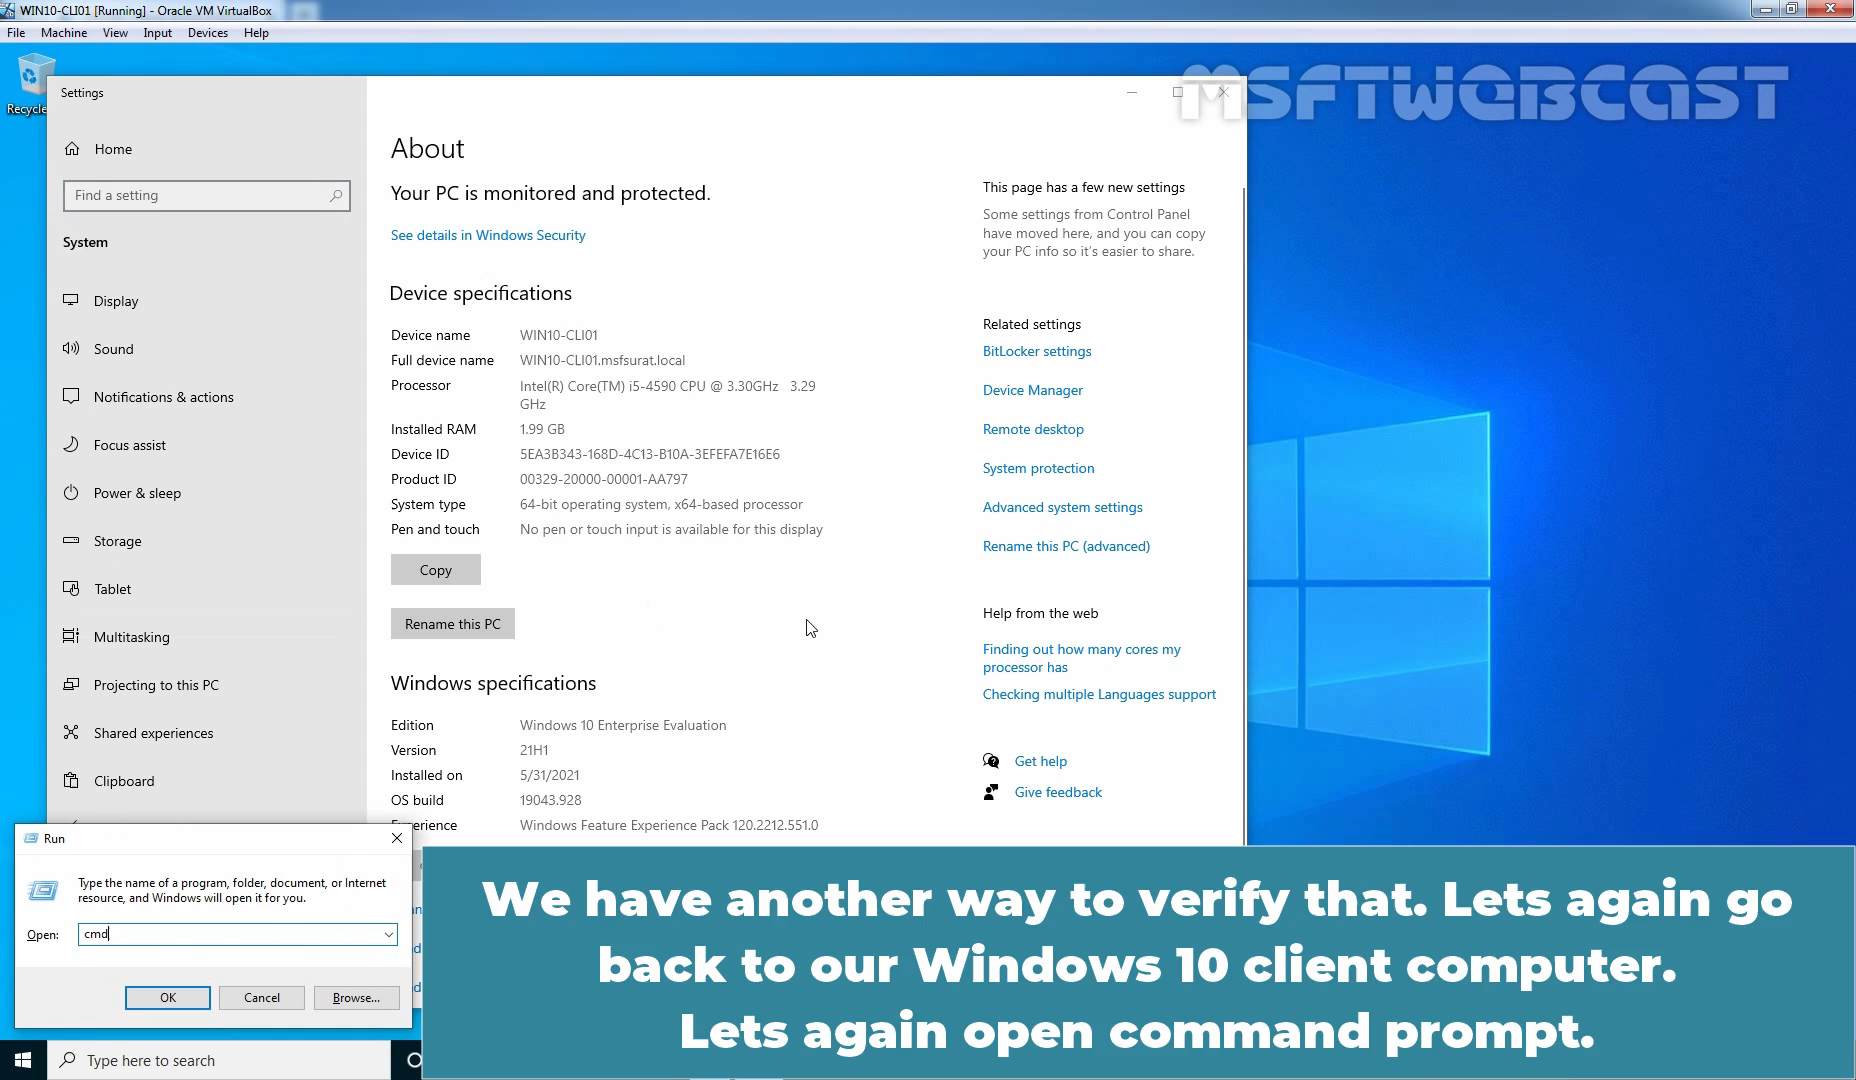 WIN10-CLI01 [Running] - Oracle VM VirtualBox
File Machine View Input Devices Help
MSFTWEBCAST
Recycle
Settings
Home
Find a setting
System
Display
Sound
Notifications & actions
Focus assist
Power & sleep
Storage
Tablet
Multitasking
Projecting to this PC
Shared experiences
Clipboard
About
Your PC is monitored and protected.
See details in Windows Security
Device specifications
Device name WIN10-CLI01
Full device name WIN10-CLI01.msfsurat.local
Processor Intel(R) Core(TM) i5-4590 CPU @ 3.30GHz 3.29
GHz
Installed RAM 1.99 GB
Device ID 5EA3B343-168D-4C13-B10A-3EFEFA7E16E6
Product ID 00329-20000-00001-AA797
System type 64-bit operating system, x64-based processor
Pen and touch No pen or touch input is available for this display
Copy
Rename this PC
Windows specifications
Edition Windows 10 Enterprise Evaluation
Version 21H1
Installed on 5/31/2021
OS build 19043.928
Experience Windows Feature Experience Pack 120.2212.551.0
This page has a few new settings
Some settings from Control Panel
have moved here, and you can copy
your PC info so it's easier to share.
Related settings
BitLocker settings
Device Manager
Remote desktop
System protection
Advanced system settings
Rename this PC (advanced)
Help from the web
Finding out how many cores my
processor has
Checking multiple Languages support
Get help
Give feedback
Run
Type the name of a program, folder, document, or Internet
resource, and Windows will open it for you.
Open: cmd
OK Cancel Browse...
Type here to search
We have another way to verify that. Lets again go
back to our Windows 10 client computer.
Lets again open command prompt.